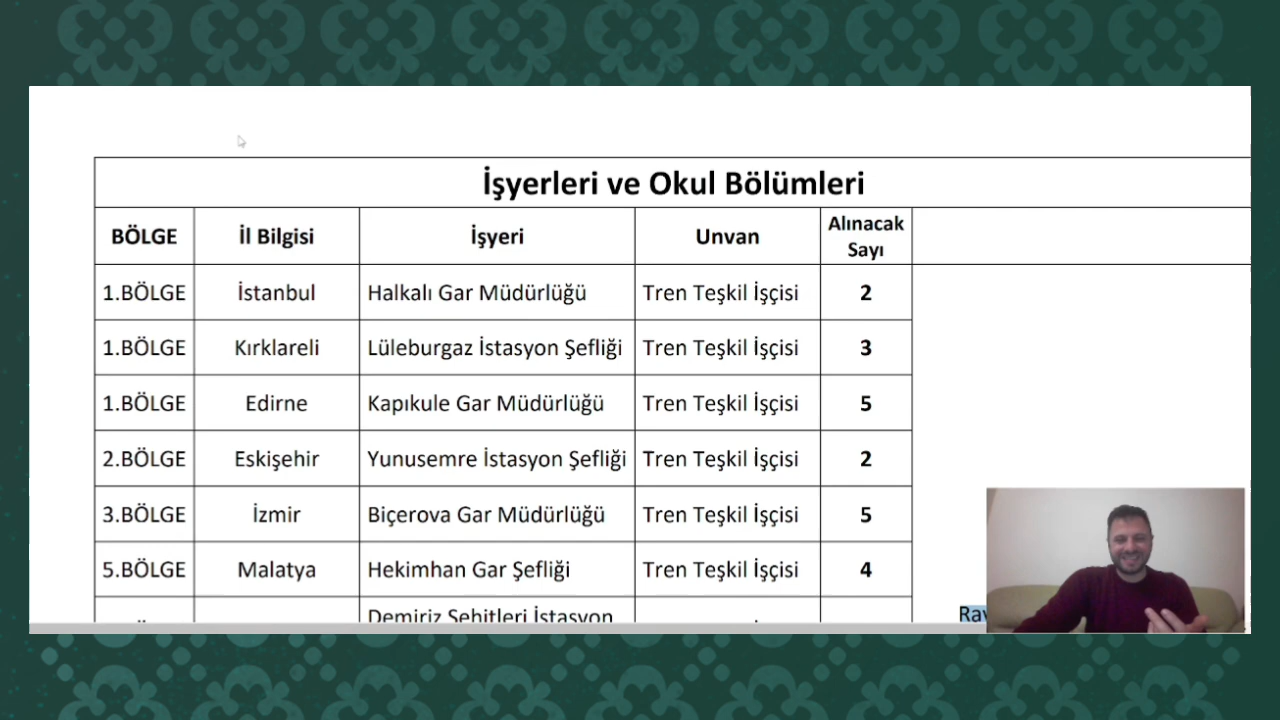 İşyerleri ve Okul Bölümleri
BÖLGE İl Bilgisi İşyeri Unvan Alınacak Sayı
1.BÖLGE İstanbul Halkalı Gar Müdürlüğü Tren Teşkil İşçisi 2
1.BÖLGE Kırklareli Lüleburgaz İstasyon Şefliği Tren Teşkil İşçisi 3
1.BÖLGE Edirne Kapıkule Gar Müdürlüğü Tren Teşkil İşçisi 5
2.BÖLGE Eskişehir Yunusemre İstasyon Şefliği Tren Teşkil İşçisi 2
3.BÖLGE İzmir Biçerova Gar Müdürlüğü Tren Teşkil İşçisi 5
5.BÖLGE Malatya Hekimhan Gar Şefliği Tren Teşkil İşçisi 4
Demiriz Şehitleri İstasyon